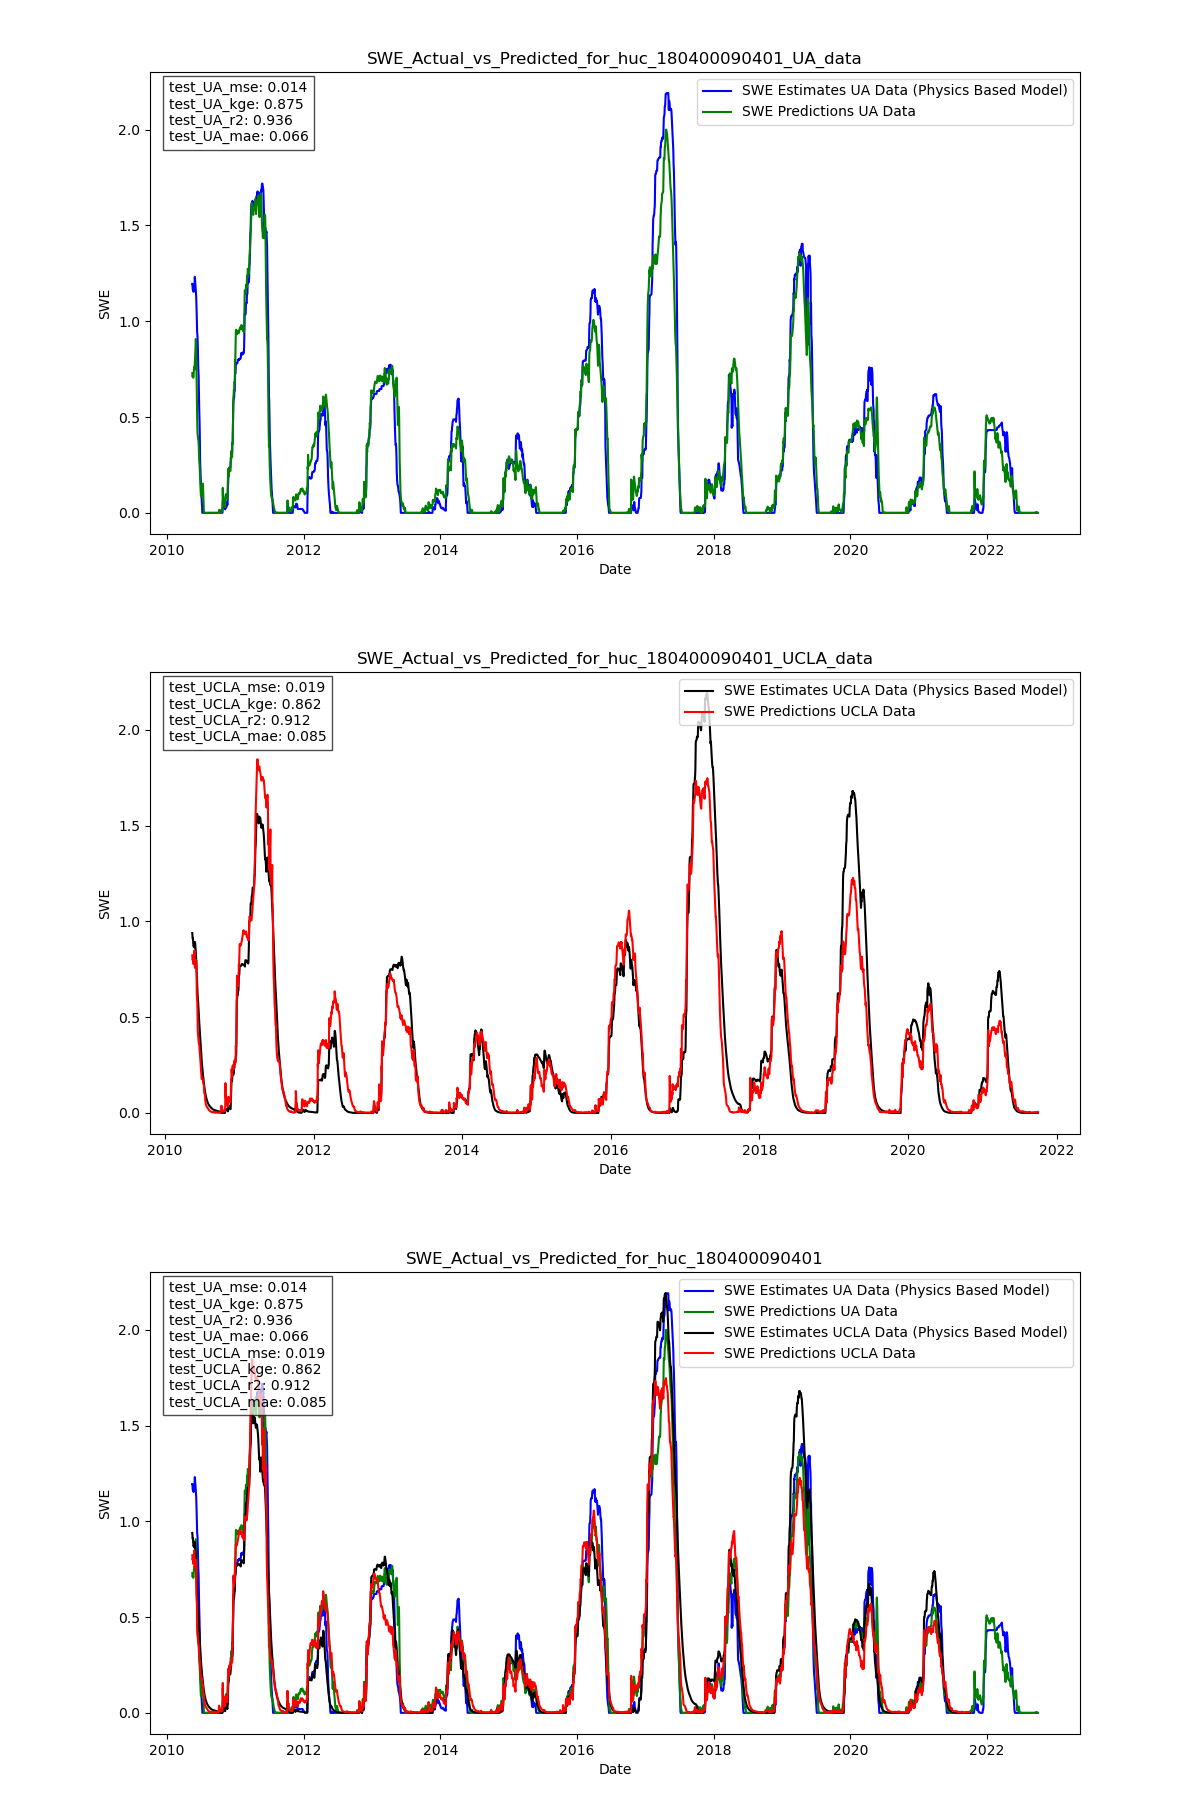 SWE_Actual_vs_Predicted_for_huc_180400090401_UA_data
test_UA_mse: 0.014
test_UA_kge: 0.875
test_UA_r2: 0.936
test_UA_mae: 0.066
SWE Estimates UA Data (Physics Based Model)
SWE Predictions UA Data
2.0
1.5
1.0
0.5
0.0
SWE
2010 2012 2014 2016 2018 2020 2022
Date
SWE_Actual_vs_Predicted_for_huc_180400090401_UCLA_data
test_UCLA_mse: 0.019
test_UCLA_kge: 0.862
test_UCLA_r2: 0.912
test_UCLA_mae: 0.085
SWE Estimates UCLA Data (Physics Based Model)
SWE Predictions UCLA Data
2.0
1.5
1.0
0.5
0.0
SWE
2010 2012 2014 2016 2018 2020 2022
Date
SWE_Actual_vs_Predicted_for_huc_180400090401
test_UA_mse: 0.014
test_UA_kge: 0.875
test_UA_r2: 0.936
test_UA_mae: 0.066
test_UCLA_mse: 0.019
test_UCLA_kge: 0.862
test_UCLA_r2: 0.912
test_UCLA_mae: 0.085
SWE Estimates UA Data (Physics Based Model)
SWE Predictions UA Data
SWE Estimates UCLA Data (Physics Based Model)
SWE Predictions UCLA Data
2.0
1.5
1.0
0.5
0.0
SWE
2010 2012 2014 2016 2018 2020 2022
Date